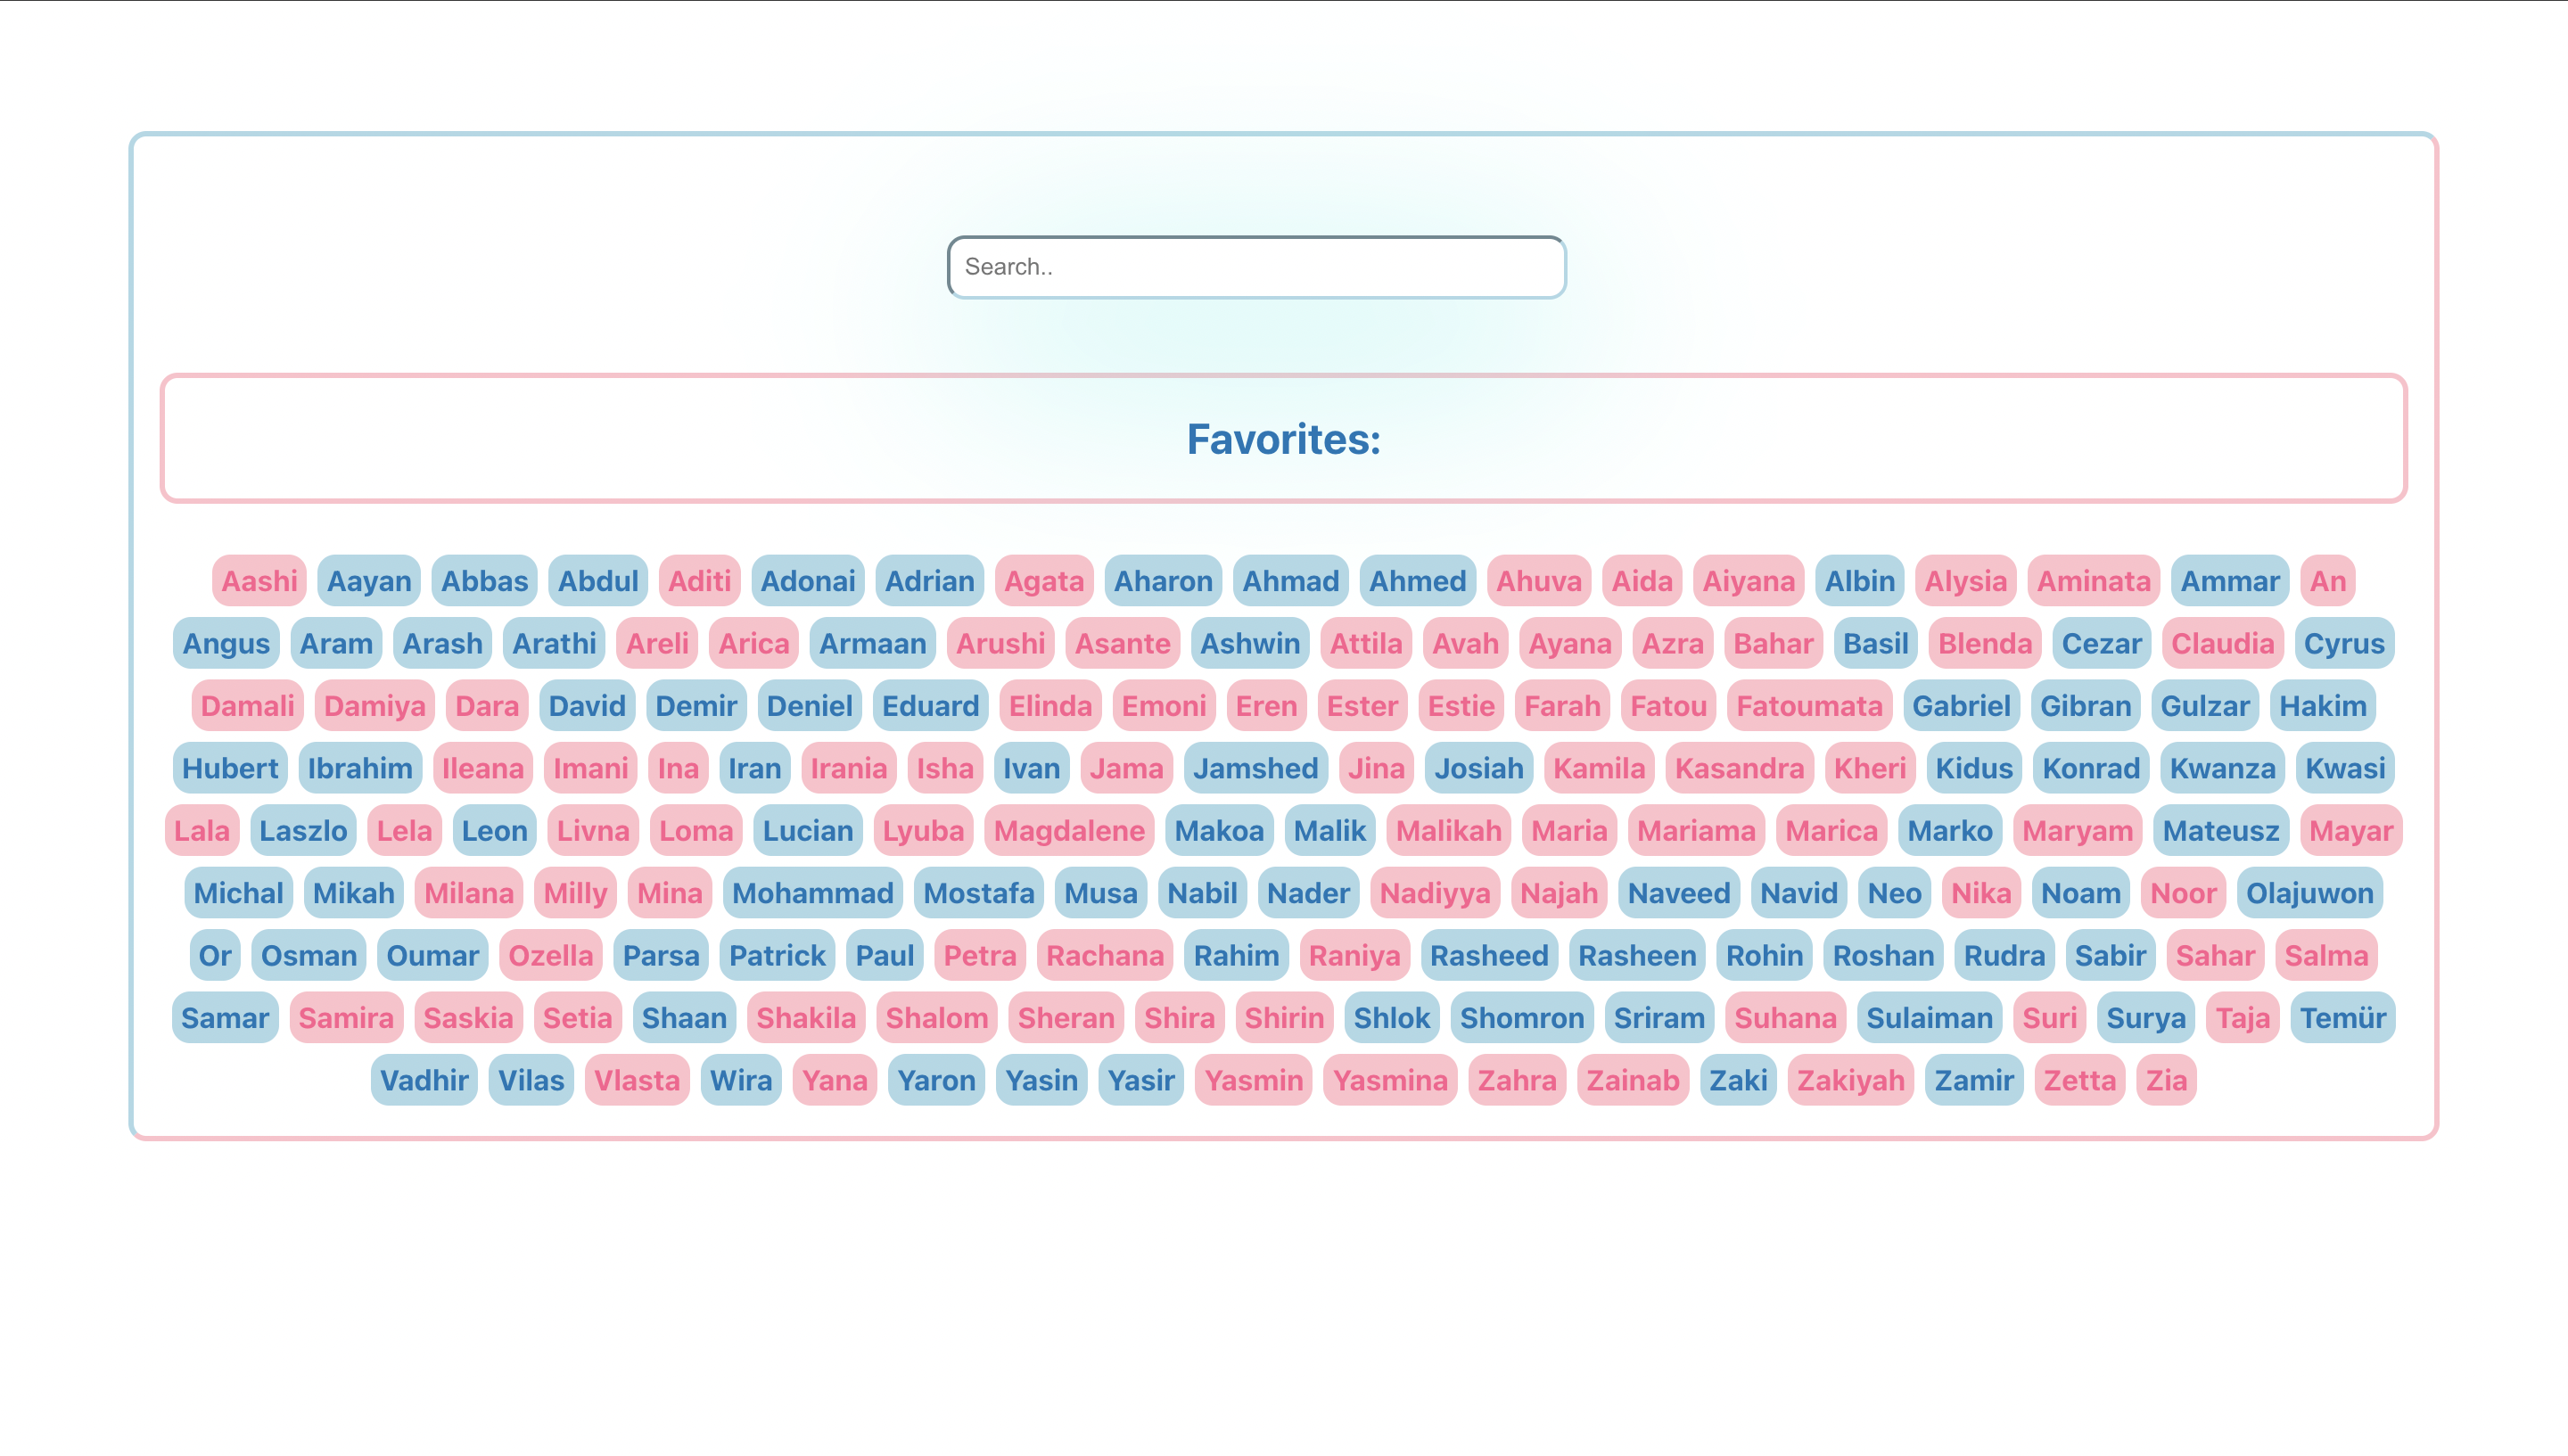 Search..
Favorites:
Aashi Aayan Abbas Abdul Aditi Adonai Adrian Agata Aharon Ahmad Ahmed Ahuva Aida Aiyana Albin Alysia Aminata Ammar An
Angus Aram Arash Arathi Areli Arica Armaan Arushi Asante Ashwin Attila Avah Ayana Azra Bahar Basil Blenda Cezar Claudia Cyrus
Damali Damiya Dara David Demir Deniel Eduard Elinda Emoni Eren Ester Estie Farah Fatou Fatoumata Gabriel Gibran Gulzar Hakim
Hubert Ibrahim Ileana Imani Ina Iran Irania Isha Ivan Jama Jamshed Jina Josiah Kamila Kasandra Kheri Kidus Konrad Kwanza Kwasi
Lala Laszlo Lela Leon Livna Loma Lucian Lyuba Magdalene Makoa Malik Malikah Maria Mariama Marica Marko Maryam Mateusz Mayar
Michal Mikah Milana Milly Mina Mohammad Mostafa Musa Nabil Nader Nadiyya Najah Naveed Navid Neo Nika Noam Noor Olajuwon
Or Osman Oumar Ozella Parsa Patrick Paul Petra Rachana Rahim Raniya Rasheed Rasheen Rohin Roshan Rudra Sabir Sahar Salma
Samar Samira Saskia Setia Shaan Shakila Shalom Sheran Shira Shirin Shlok Shomron Sriram Suhana Sulaiman Suri Surya Taja Temür
Vadhir Vilas Vlasta Wira Yana Yaron Yasin Yasir Yasmin Yasmina Zahra Zainab Zaki Zakiyah Zamir Zetta Zia